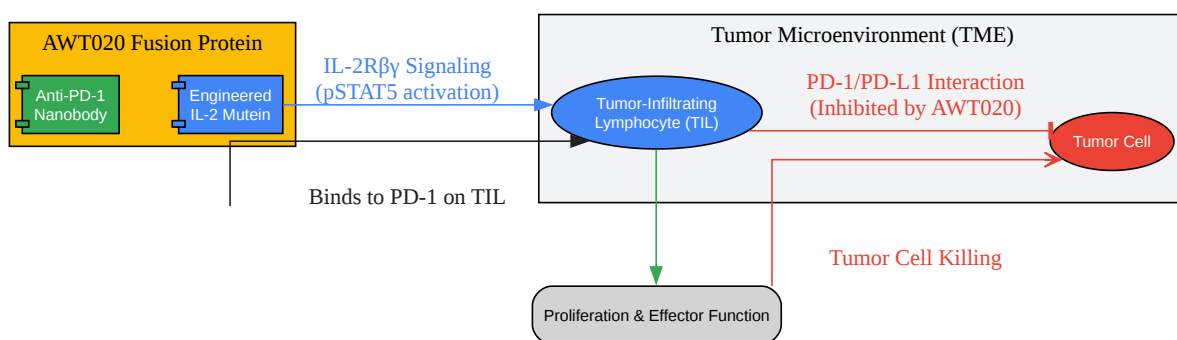 AWT020 Fusion Protein
Anti-PD-1
Nanobody
Engineered
IL-2 Mutein
IL-2Rβγ Signaling
(pSTAT5 activation)
Binds to PD-1 on TIL
Tumor Microenvironment (TME)
Tumor-Infiltrating
Lymphocyte (TIL)
PD-1/PD-L1 Interaction
(Inhibited by AWT020)
Tumor Cell
Tumor Cell Killing
Proliferation & Effector Function